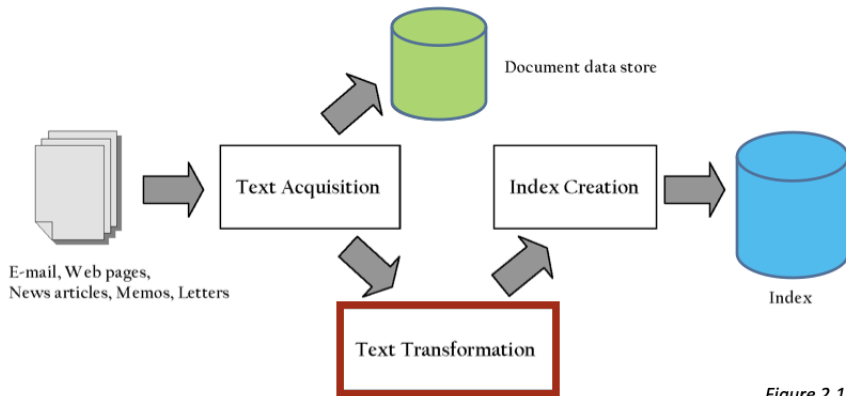 Document data store
Text Acquisition
Index Creation
E-mail, Web pages,
News articles, Memos, Letters
Index
Text Transformation
Figure 2.1